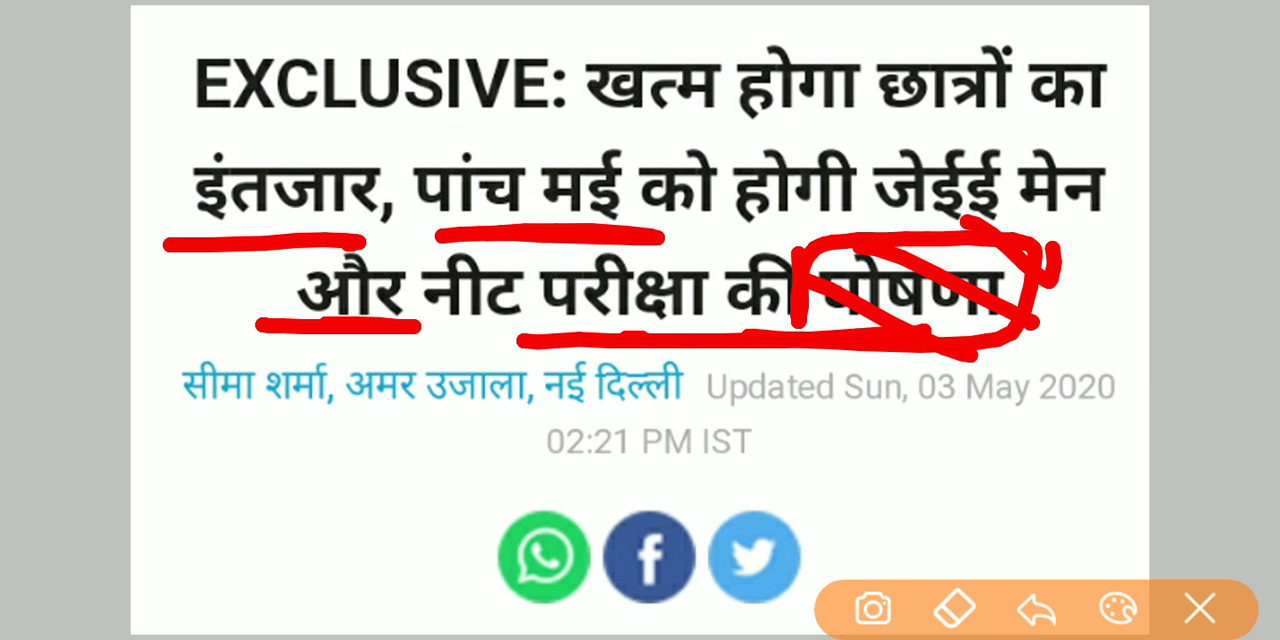 EXCLUSIVE: खत्म होगा छात्रों का
इंतजार, पांच मई को होगी जेईई मेन
और नीट परीक्षा की घोषणा
सीमा शर्मा, अमर उजाला, नई दिल्ली Updated Sun, 03 May 2020
02:21 PM IST